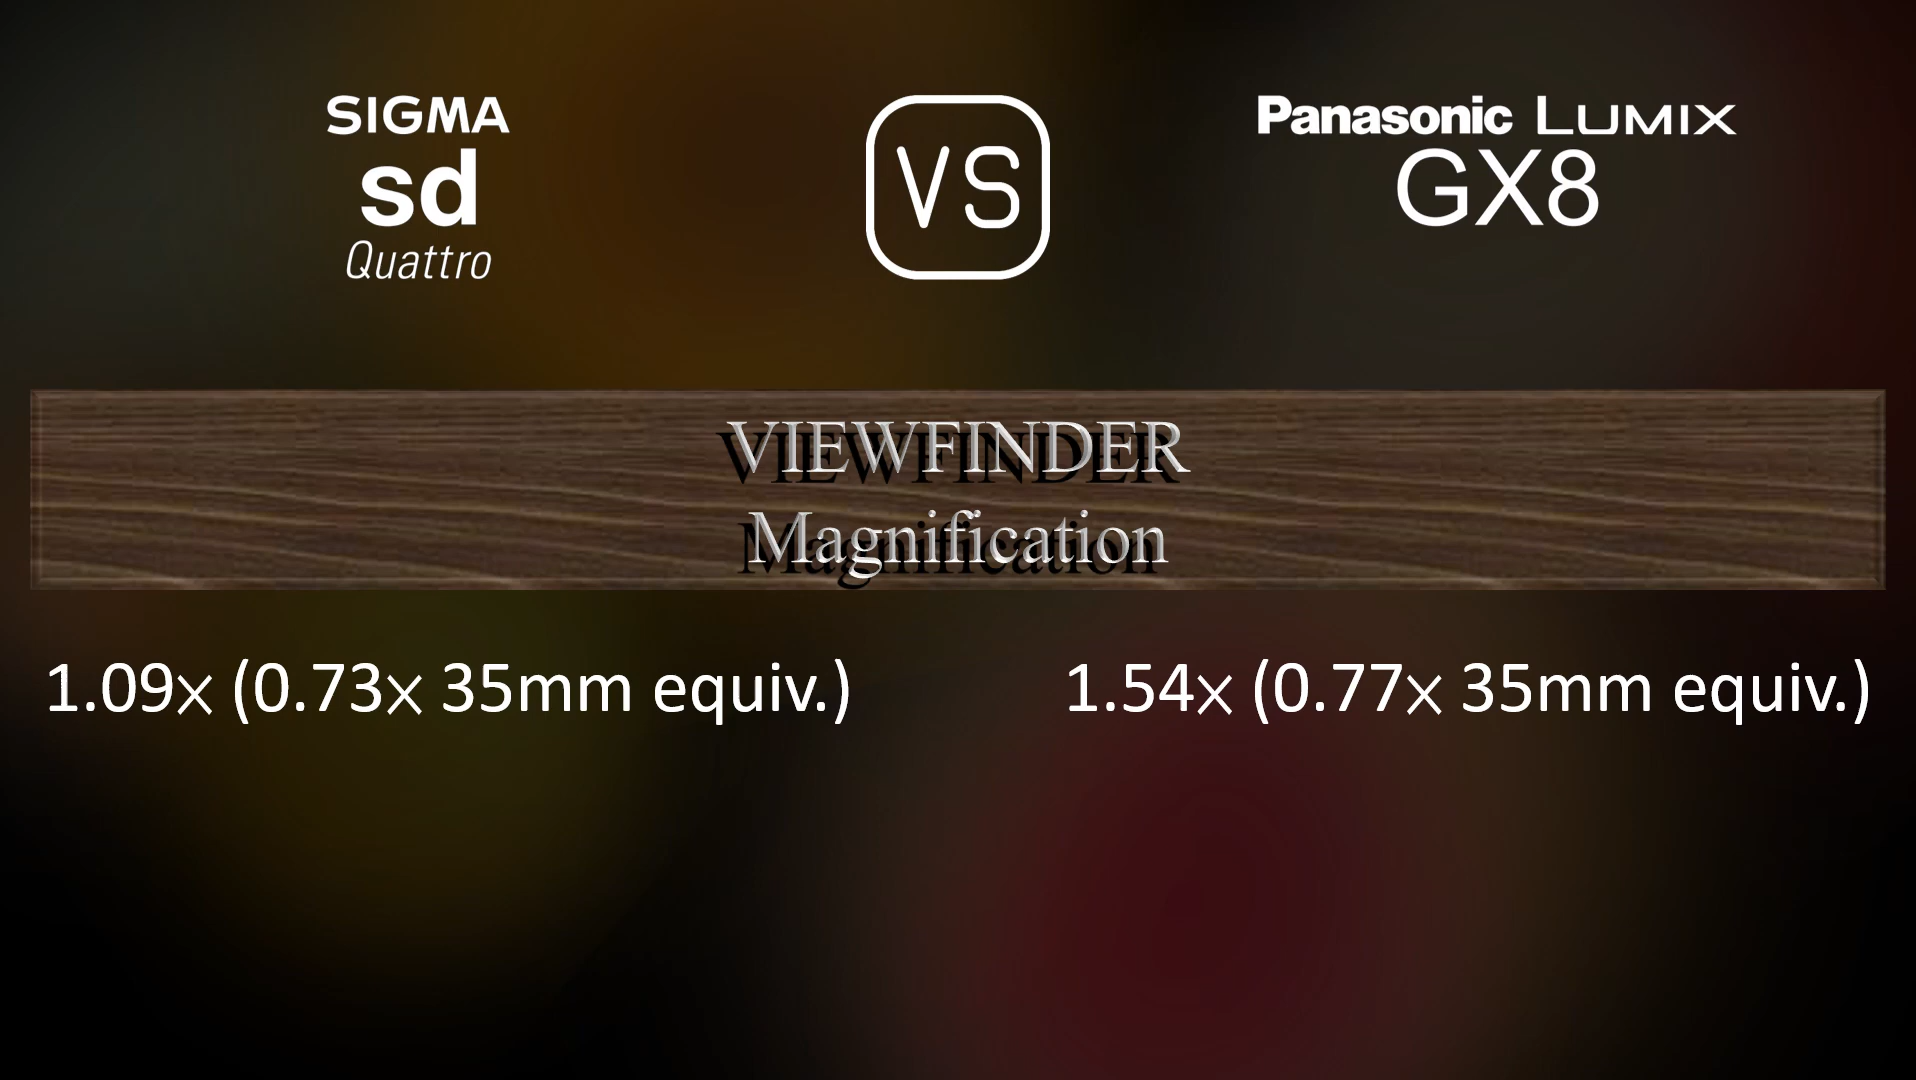 SIGMA
sd
Quattro
VS
Panasonic LUMIX
GX8
VIEWFINDER
Magnification
1.09x (0.73x 35mm equiv.)
1.54x (0.77x 35mm equiv.)